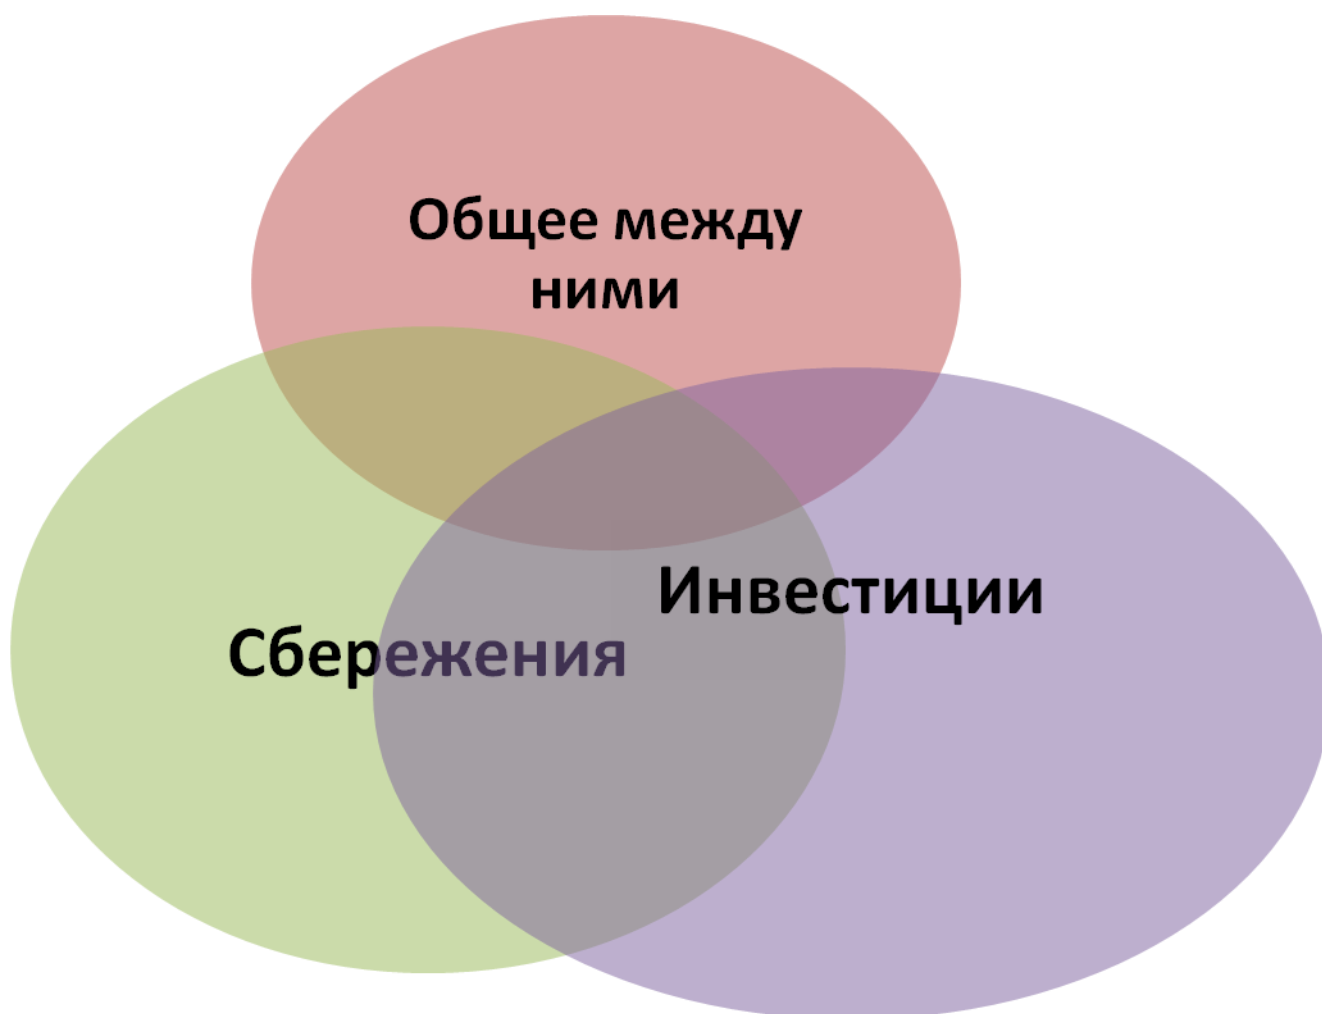 Общее между
ними
Инвестиции
Сбережения